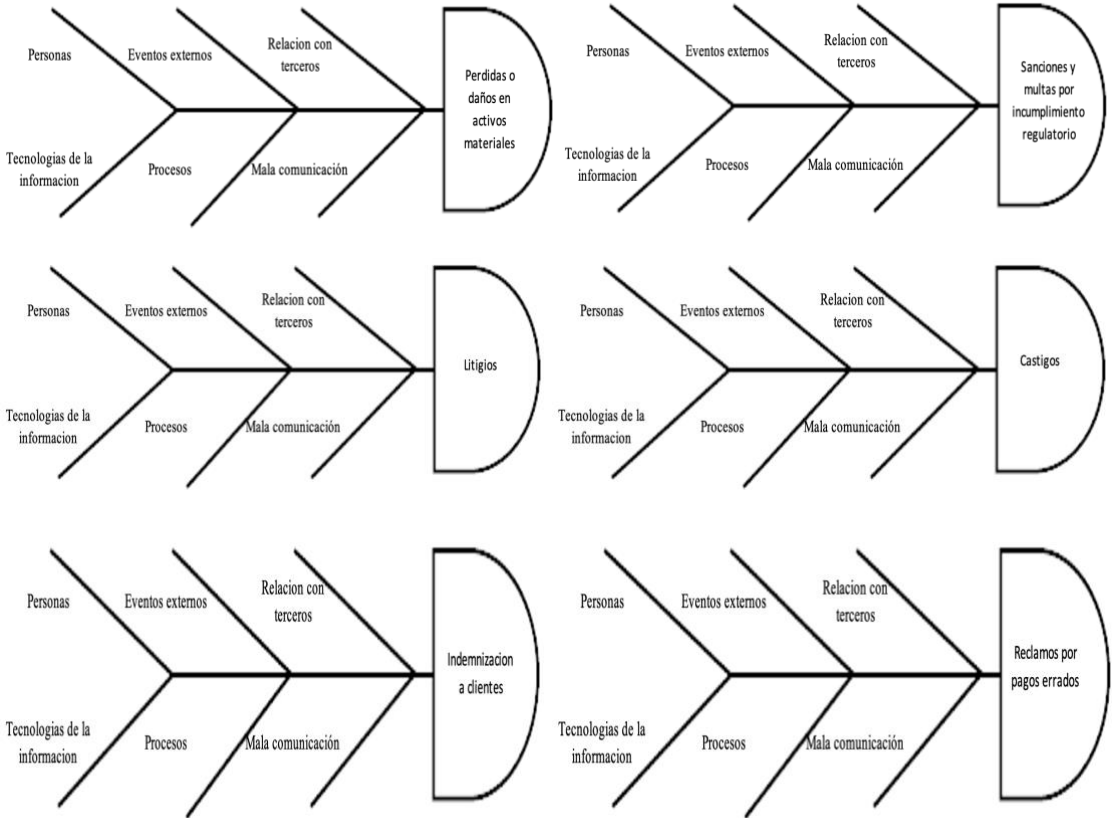 Personas
Eventos externos
Relacion con
terceros
Perdidas o
daños en
activos
materiales
Tecnologias de la
informacion
Procesos
Mala comunicación
Personas
Eventos externos
Relacion con
terceros
Sanciones y
multas por
incumplimiento
regulatorio
Tecnologias de la
informacion
Procesos
Mala comunicación
Personas
Eventos externos
Relacion con
terceros
Litigios
Tecnologias de la
informacion
Procesos
Mala comunicación
Personas
Eventos externos
Relacion con
terceros
Castigos
Tecnologias de la
informacion
Procesos
Mala comunicación
Personas
Eventos externos
Relacion con
terceros
Indemnizacion
a clientes
Tecnologias de la
informacion
Procesos
Mala comunicación
Personas
Eventos externos
Relacion con
terceros
Reclamos por
pagos errados
Tecnologias de la
informacion
Procesos
Mala comunicación